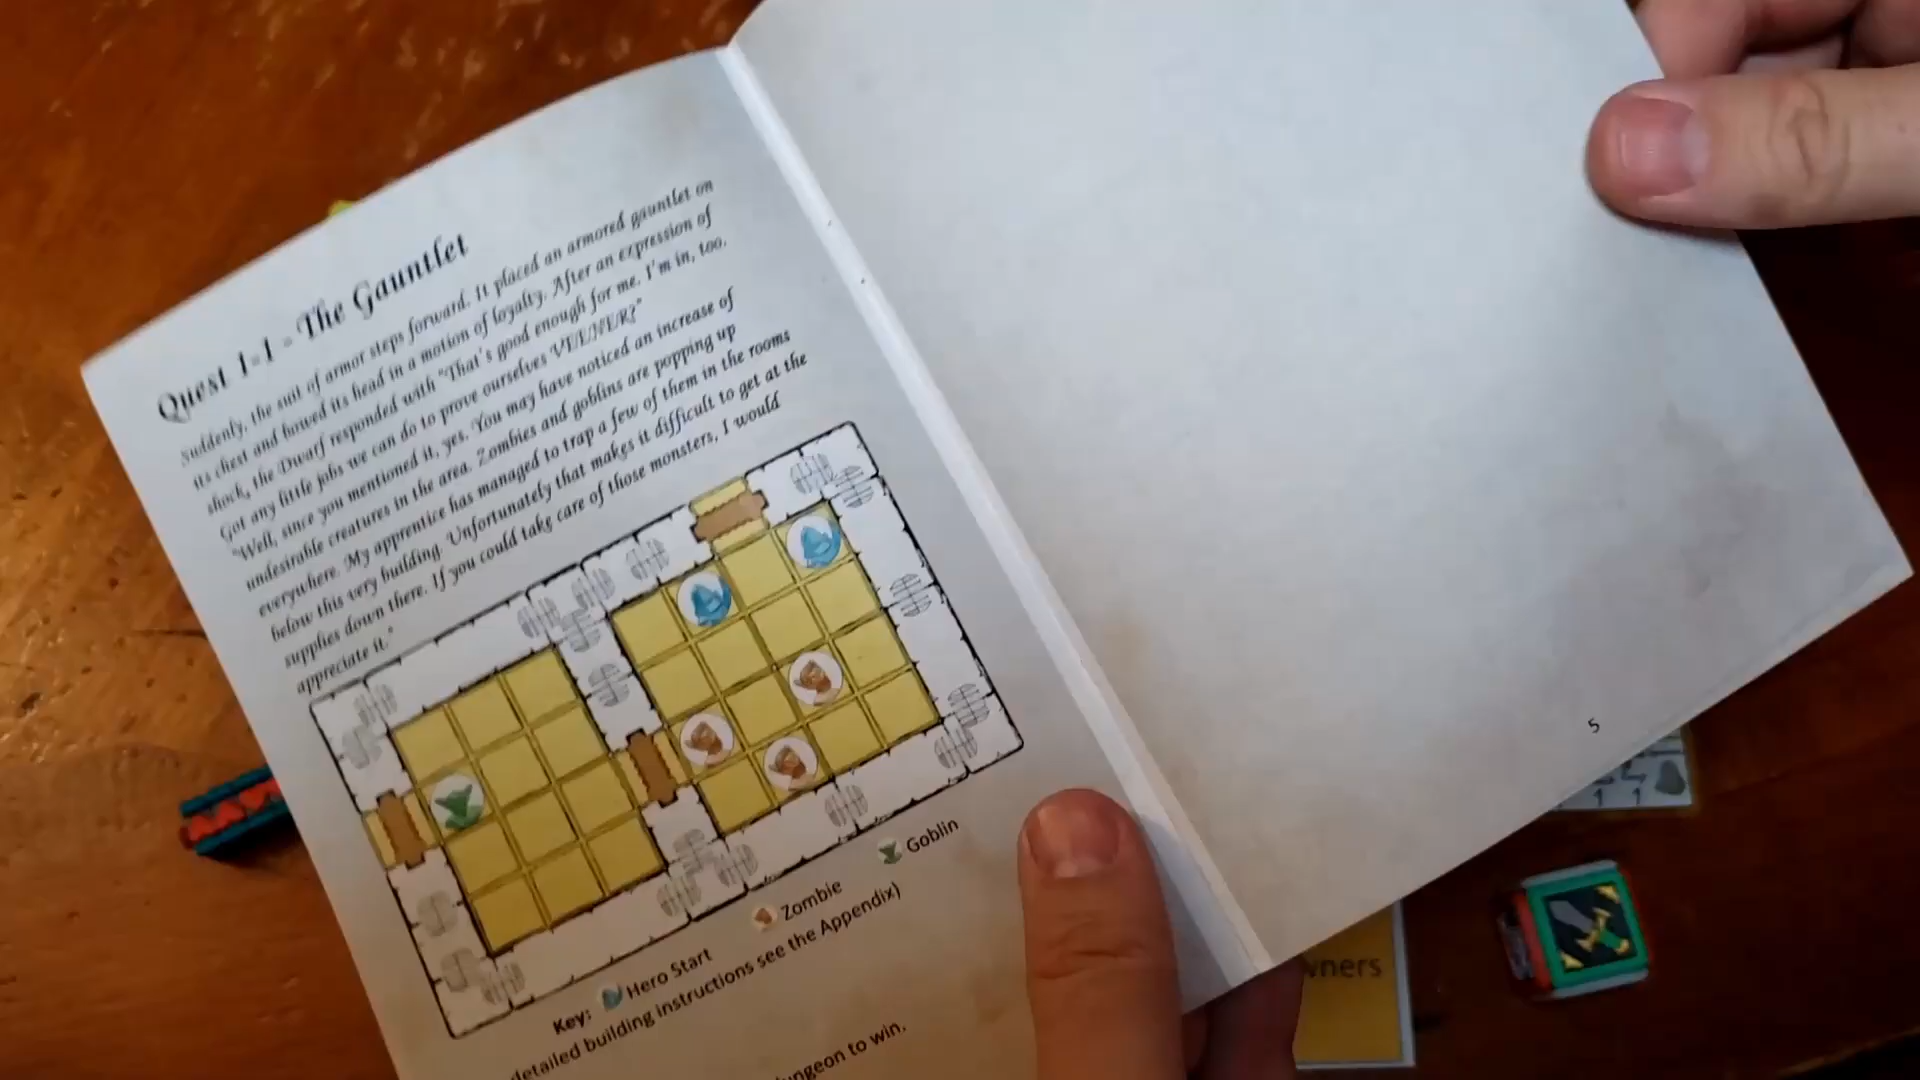 Quest 1-1 - The Gauntlet
Suddenly, the suit of armor steps forward. It placed an armored gauntlet on
its chest and bowed its head in a motion of loyalty. After an expression of
shock, the Dwarf responded with "That's good enough for me. I'm in, too.
Got any little jobs we can do to prove ourselves VEENER?"
"Well, since you mentioned it, yes. You may have noticed an increase of
undesirable creatures in the area. Zombies and goblins are popping up
everywhere. My apprentice has managed to trap a few of them in the rooms
below this very building. Unfortunately that makes it difficult to get at the
supplies down there. If you could take care of those monsters, I would
appreciate it."
Key: Hero Start Zombie Goblin
detailed building instructions see the Appendix)
dungeon to win.
5
1 1